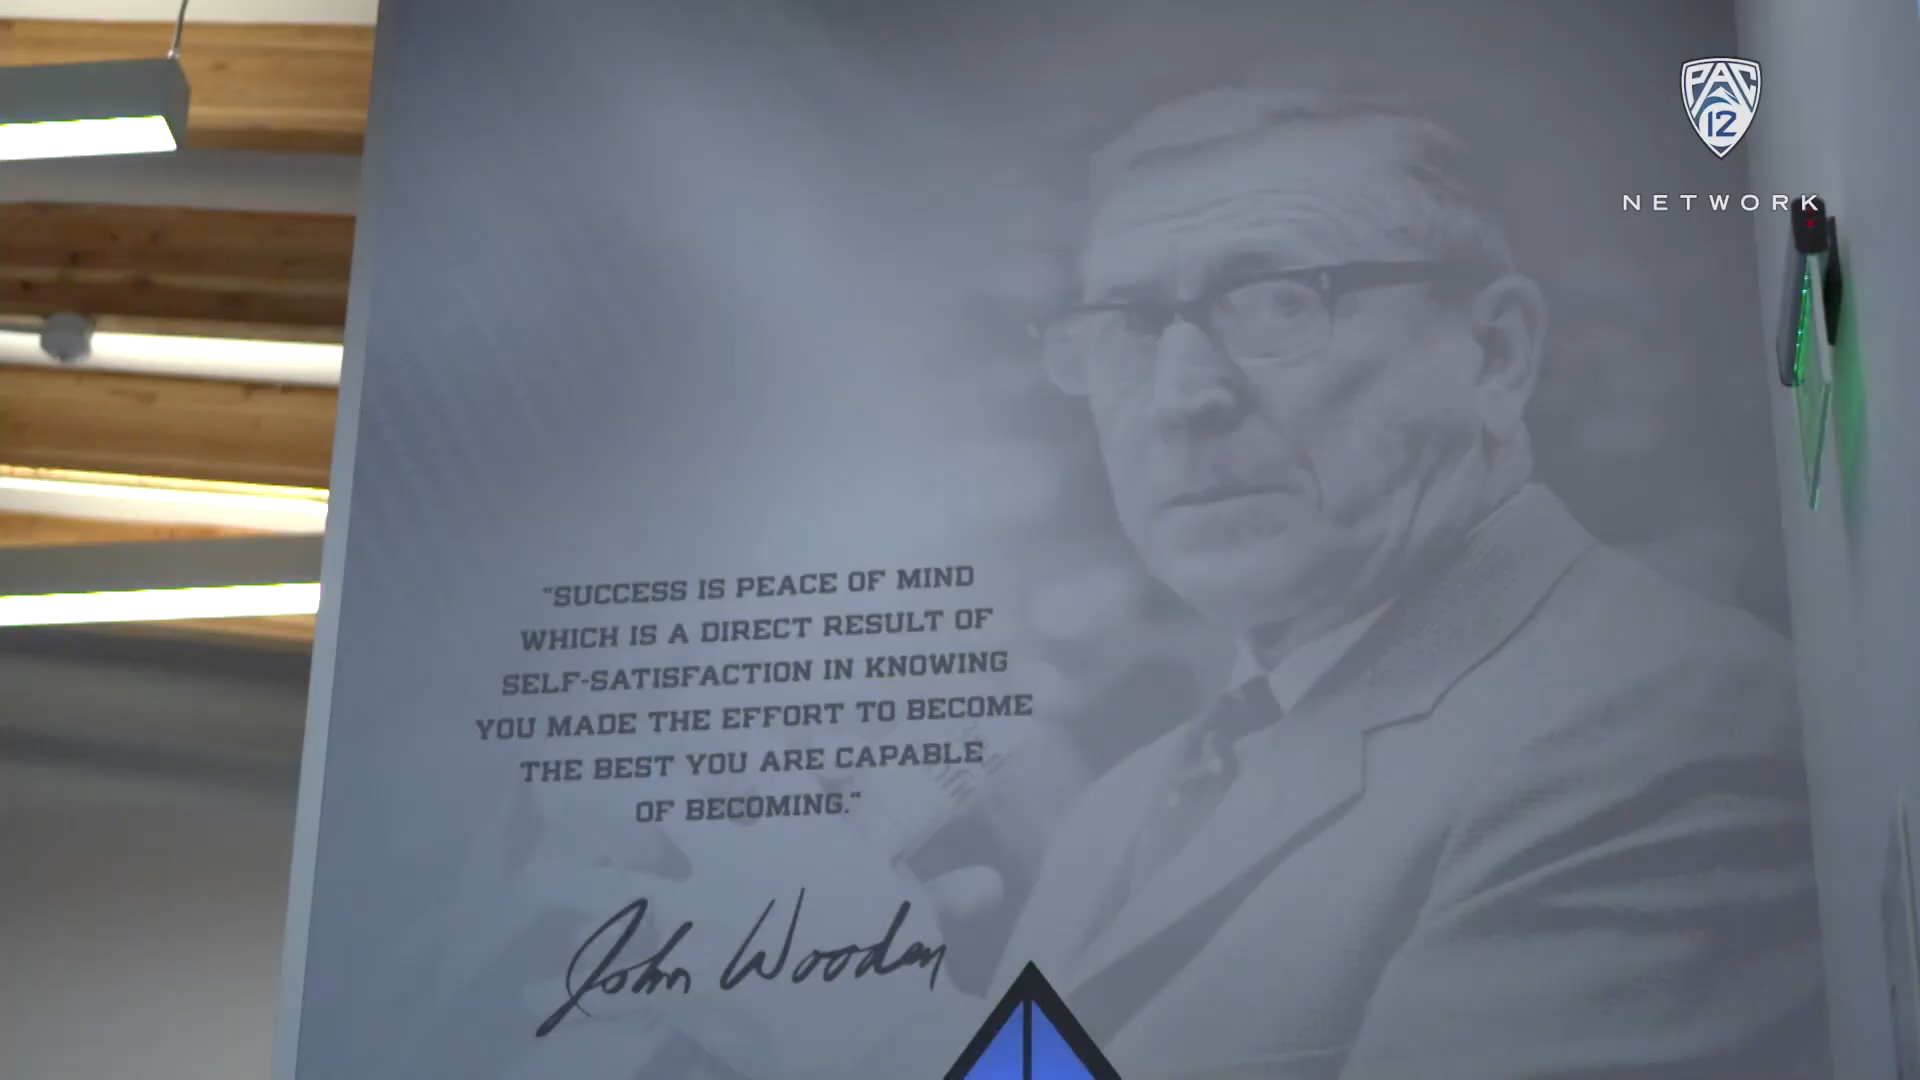 PAC
12
NETWORK
"SUCCESS IS PEACE OF MIND
WHICH IS A DIRECT RESULT OF
SELF-SATISFACTION IN KNOWING
YOU MADE THE EFFORT TO BECOME
THE BEST YOU ARE CAPABLE
OF BECOMING."
John Wooden